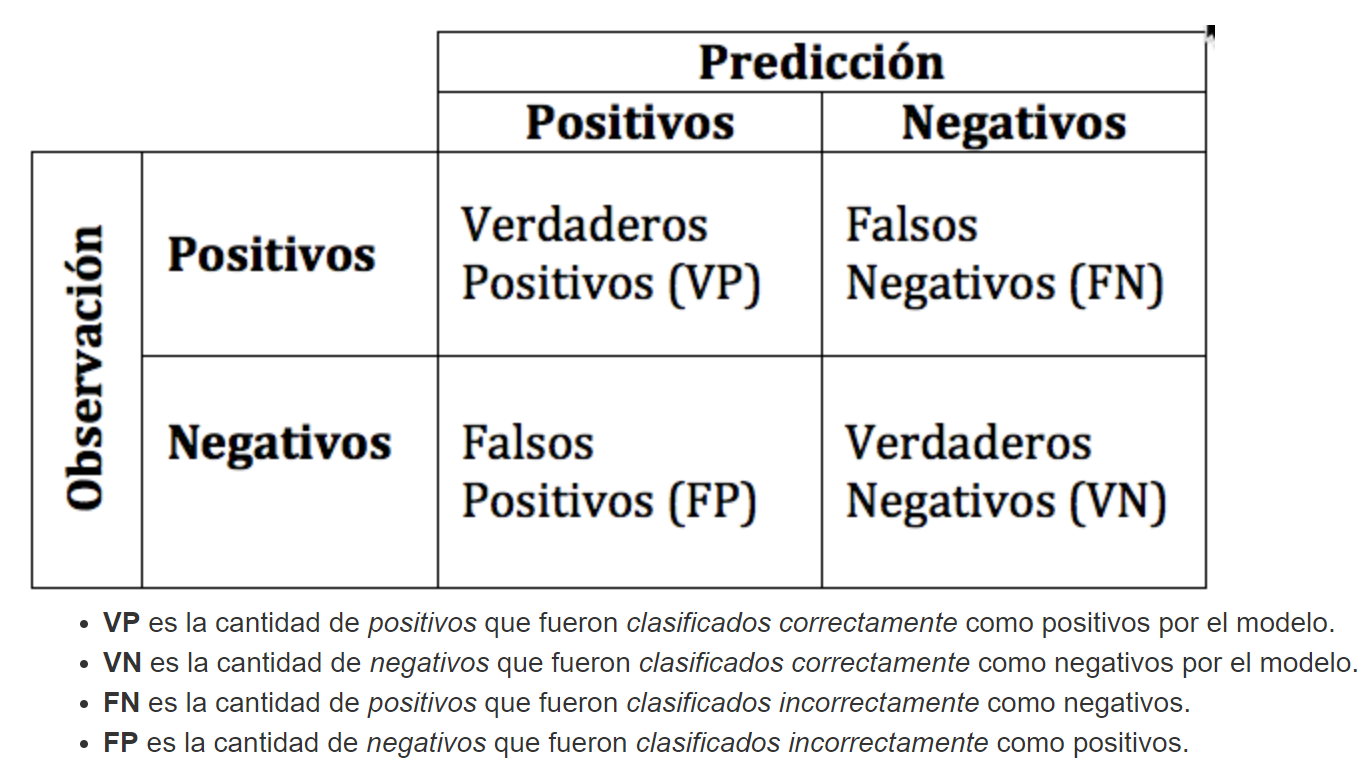 Predicción
Positivos Negativos
Observación
Positivos
Verdaderos
Positivos (VP)
Falsos
Negativos (FN)
Negativos
Falsos
Positivos (FP)
Verdaderos
Negativos (VN)
VP es la cantidad de positivos que fueron clasificados correctamente como positivos por el modelo.
VN es la cantidad de negativos que fueron clasificados correctamente como negativos por el modelo.
FN es la cantidad de positivos que fueron clasificados incorrectamente como negativos.
FP es la cantidad de negativos que fueron clasificados incorrectamente como positivos.